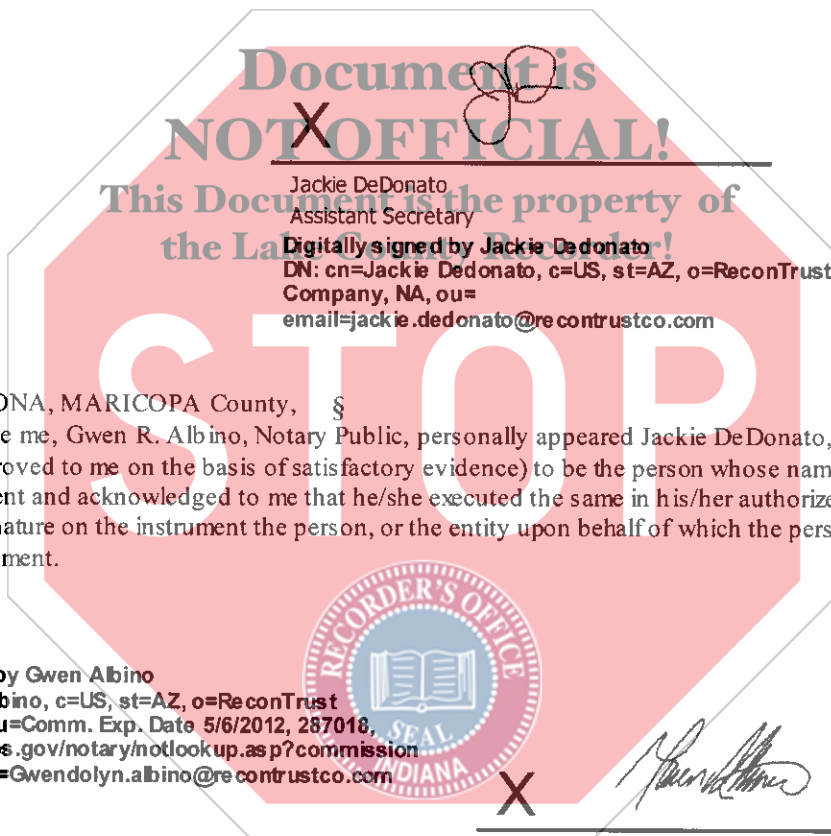 Document is
NOT OFFICIAL!
This Document is the property of
the Lake County Recorder!
X
Jackie DeDonato
Assistant Secretary
Digitally signed by Jackie Dedonato
DN: cn=Jackie Dedonato, c=US, st=AZ, o=ReconTrust
Company, NA, ou=
email=jackie.dedonato@recontrustco.com
STOP
ONA, MARICOPA County, §
e me, Gwen R. Albino, Notary Public, personally appeared Jackie DeDonato,
roved to me on the basis of satisfactory evidence) to be the person whose nam
ent and acknowledged to me that he/she executed the same in his/her authorize
nature on the instrument the person, or the entity upon behalf of which the pers
ment.
RECORDER'S OFFICE
SEAL
INDIANA
by Gwen Albino
bino, c=US, st=AZ, o=ReconTrust
u=Comm. Exp. Date 5/6/2012, 287018,
s.gov/notary/notlookup.asp?commission
=Gwendolyn.albino@recontrustco.com
X